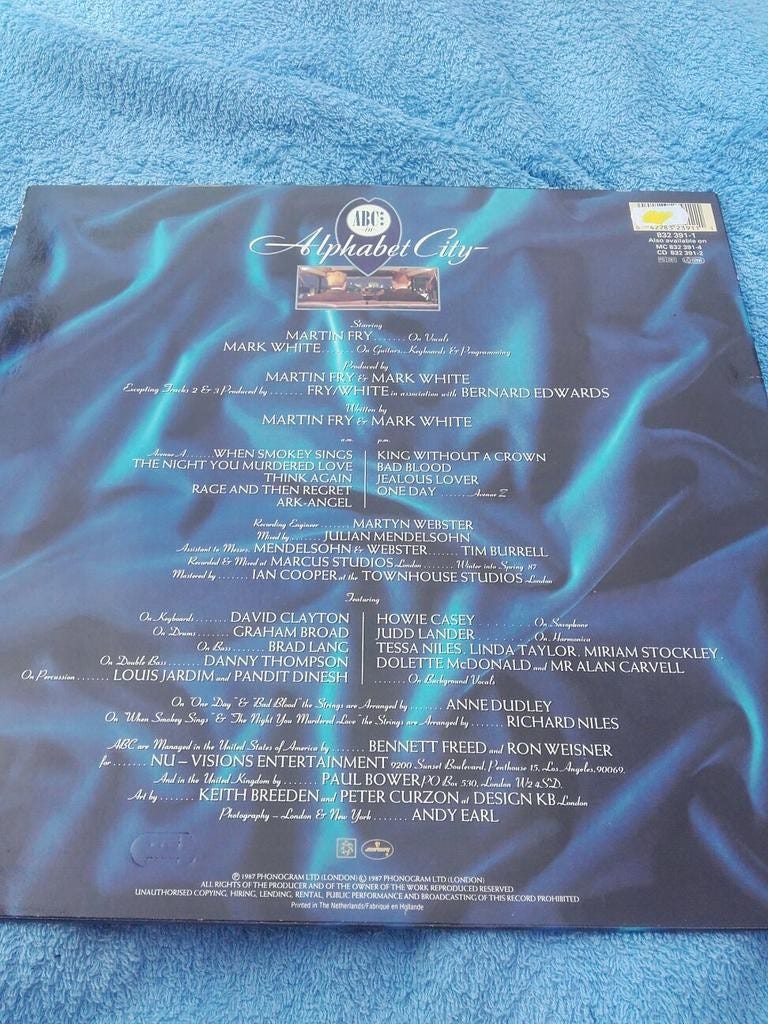 ABC:
in
Alphabet City
832 391-1
Also available on
MC 832 391-4
CD 832 391-2
Starring
MARTIN FRY ....... On Vocals
MARK WHITE ....... On Guitars, Keyboards & Programming
Produced by
MARTIN FRY & MARK WHITE
Excepting Tracks 2 & 3 Produced by ....... FRY/WHITE in association with BERNARD EDWARDS
Written by
MARTIN FRY & MARK WHITE
a.m.
Avenue A ....... WHEN SMOKEY SINGS
THE NIGHT YOU MURDERED LOVE
THINK AGAIN
RAGE AND THEN REGRET
ARK-ANGEL
p.m.
KING WITHOUT A CROWN
BAD BLOOD
JEALOUS LOVER
ONE DAY ....... Avenue Z
Recording Engineer ....... MARTYN WEBSTER
Mixed by ....... JULIAN MENDELSOHN
Assistant to Messrs. MENDELSOHN & WEBSTER ....... TIM BURRELL
Recorded & Mixed at MARCUS STUDIOS London ....... Winter into Spring 87
Mastered by ....... IAN COOPER at the TOWNHOUSE STUDIOS London
Featuring
On Keyboards ....... DAVID CLAYTON
On Drums ....... GRAHAM BROAD
On Bass ....... BRAD LANG
On Double Bass ....... DANNY THOMPSON
On Percussion ....... LOUIS JARDIM and PANDIT DINESH
HOWIE CASEY ....... On Saxophone
JUDD LANDER ....... On Harmonica
TESSA NILES, LINDA TAYLOR, MIRIAM STOCKLEY,
DOLETTE McDONALD and MR ALAN CARVELL
....... On Background Vocals
On "One Day" & "Bad Blood" the Strings are Arranged by ....... ANNE DUDLEY
On "When Smokey Sings" & "The Night You Murdered Love" the Strings are Arranged by ....... RICHARD NILES
ABC are Managed in the United States of America by ....... BENNETT FREED and RON WEISNER
for ....... NU – VISIONS ENTERTAINMENT 9200 Sunset Boulevard, Penthouse 15, Los Angeles, 90069.
And in the United Kingdom by ....... PAUL BOWER PO Box 530, London W2 4SD.
Art by ....... KEITH BREEDEN and PETER CURZON at DESIGN KB London
Photography – London & New York ....... ANDY EARL
mercury
℗ 1987 PHONOGRAM LTD (LONDON) © 1987 PHONOGRAM LTD (LONDON)
ALL RIGHTS OF THE PRODUCER AND OF THE OWNER OF THE WORK REPRODUCED RESERVED
UNAUTHORISED COPYING, HIRING, LENDING, RENTAL, PUBLIC PERFORMANCE AND BROADCASTING OF THIS RECORD PROHIBITED
Printed in The Netherlands/Fabriqué en Hollande